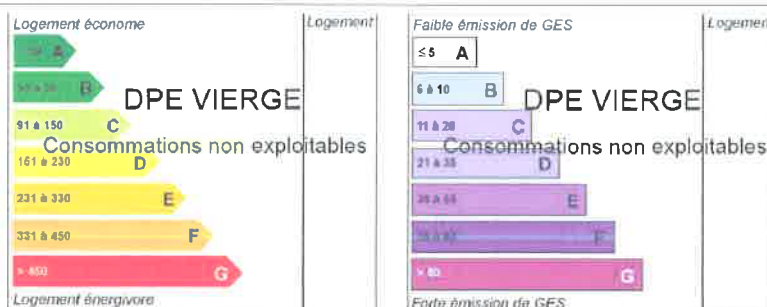 Logement économe
Logement
A
B
DPE VIERGE
91 à 150 C
Consommations non exploitables
161 à 230 D
231 à 330 E
331 à 450 F
> 450 G
Logement énergivore
Faible émission de GES
≤ 5 A
6 à 10 B
DPE VIERGE
11 à 20 C
Consommations non exploitables
21 à 35 D
E
F
> 80 G
Forte émission de GES